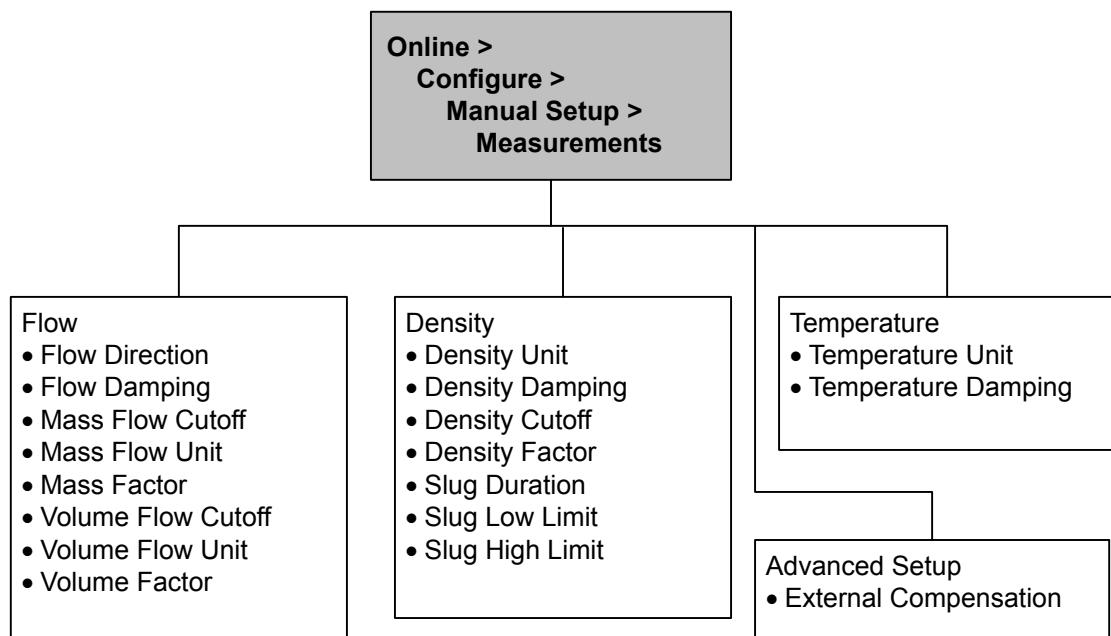 Online >
Configure >
Manual Setup >
Measurements
Flow
• Flow Direction
• Flow Damping
• Mass Flow Cutoff
• Mass Flow Unit
• Mass Factor
• Volume Flow Cutoff
• Volume Flow Unit
• Volume Factor
Density
• Density Unit
• Density Damping
• Density Cutoff
• Density Factor
• Slug Duration
• Slug Low Limit
• Slug High Limit
Temperature
• Temperature Unit
• Temperature Damping
Advanced Setup
• External Compensation